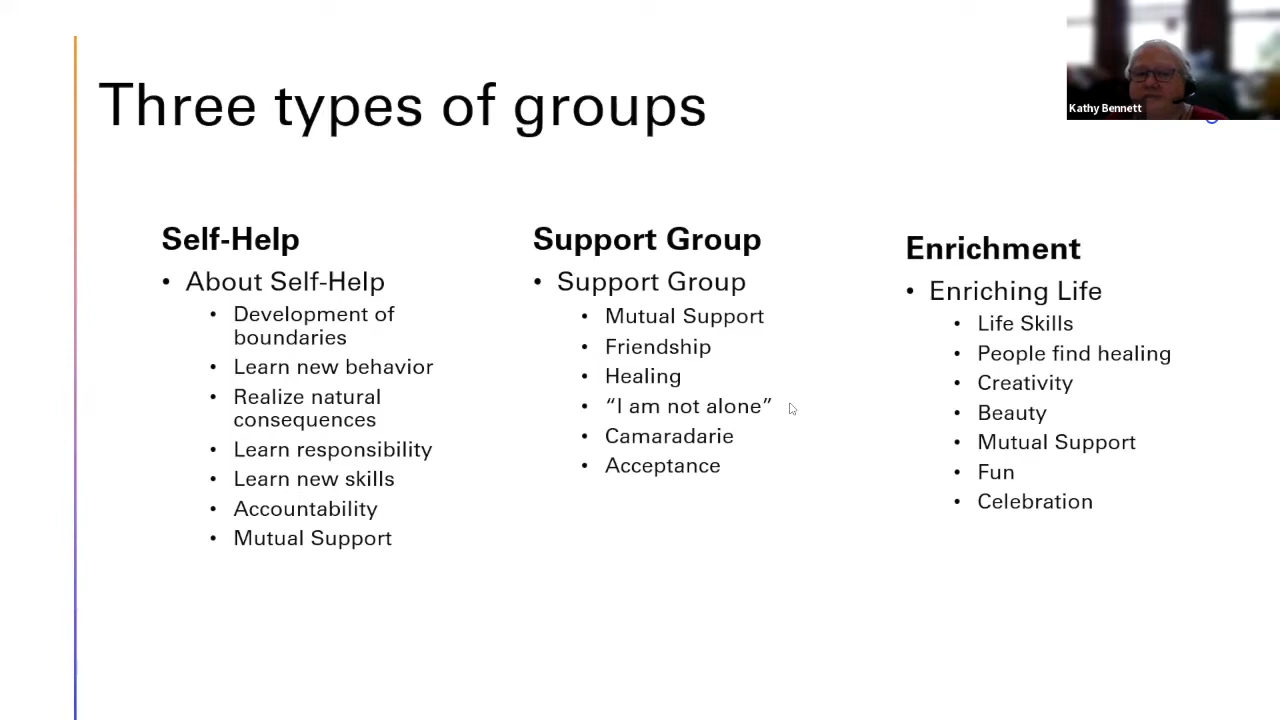 Three types of groups
Kathy Bennett
Self-Help
• About Self-Help
• Development of
boundaries
• Learn new behavior
• Realize natural
consequences
• Learn responsibility
• Learn new skills
• Accountability
• Mutual Support
Support Group
• Support Group
• Mutual Support
• Friendship
• Healing
• “I am not alone”
• Camaradarie
• Acceptance
Enrichment
• Enriching Life
• Life Skills
• People find healing
• Creativity
• Beauty
• Mutual Support
• Fun
• Celebration